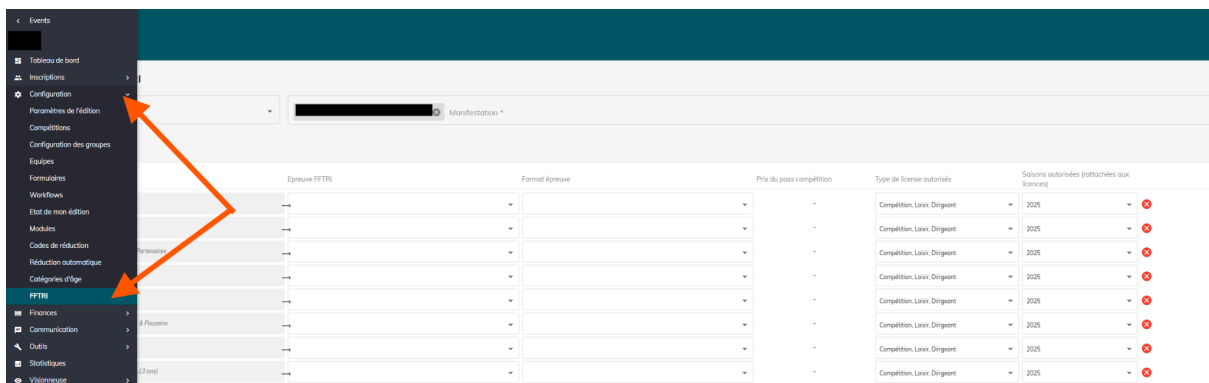 Events
Tableau de bord
Inscriptions
Configuration
Paramètres de l'édition
Compétitions
Configuration des groupes
Equipes
Formulaires
Workflows
Etat de mon édition
Modules
Codes de réduction
Réduction automatique
Catégories d'âge
FFTRI
Finances
Communication
Outils
Statistiques
Visionneuse
Manifestation *
Epreuve FFTRI Format épreuve Prix du pass compétition Type de license autorisés Saisons autorisées (rattachées aux
licences)
→ - Compétition, Loisir, Dirigeant 2025
→ - Compétition, Loisir, Dirigeant 2025
Partenaires → - Compétition, Loisir, Dirigeant 2025
→ - Compétition, Loisir, Dirigeant 2025
→ - Compétition, Loisir, Dirigeant 2025
& Poussins → - Compétition, Loisir, Dirigeant 2025
→ - Compétition, Loisir, Dirigeant 2025
-13 ans) → - Compétition, Loisir, Dirigeant 2025